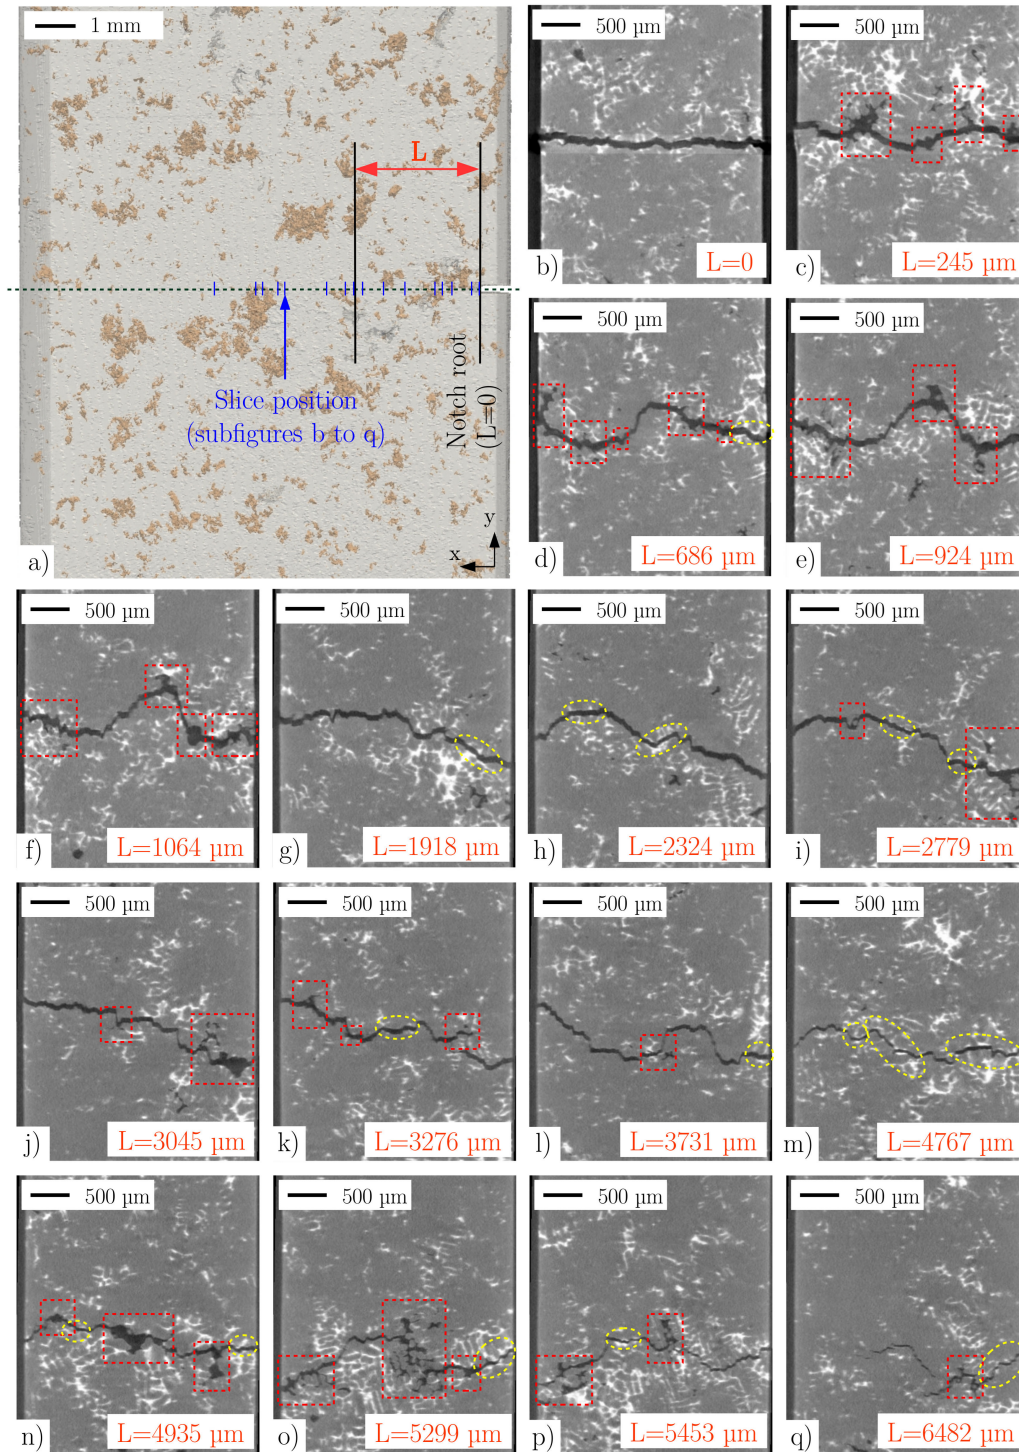 1 mm
L
Slice position
(subfigures b to q)
Notch root
(L=0)
y
x
a)
500 µm
b)
L=0
500 µm
c)
L=245 µm
500 µm
d)
L=686 µm
500 µm
e)
L=924 µm
500 µm
f)
L=1064 µm
500 µm
g)
L=1918 µm
500 µm
h)
L=2324 µm
500 µm
i)
L=2779 µm
500 µm
j)
L=3045 µm
500 µm
k)
L=3276 µm
500 µm
l)
L=3731 µm
500 µm
m)
L=4767 µm
500 µm
n)
L=4935 µm
500 µm
o)
L=5299 µm
500 µm
p)
L=5453 µm
500 µm
q)
L=6482 µm